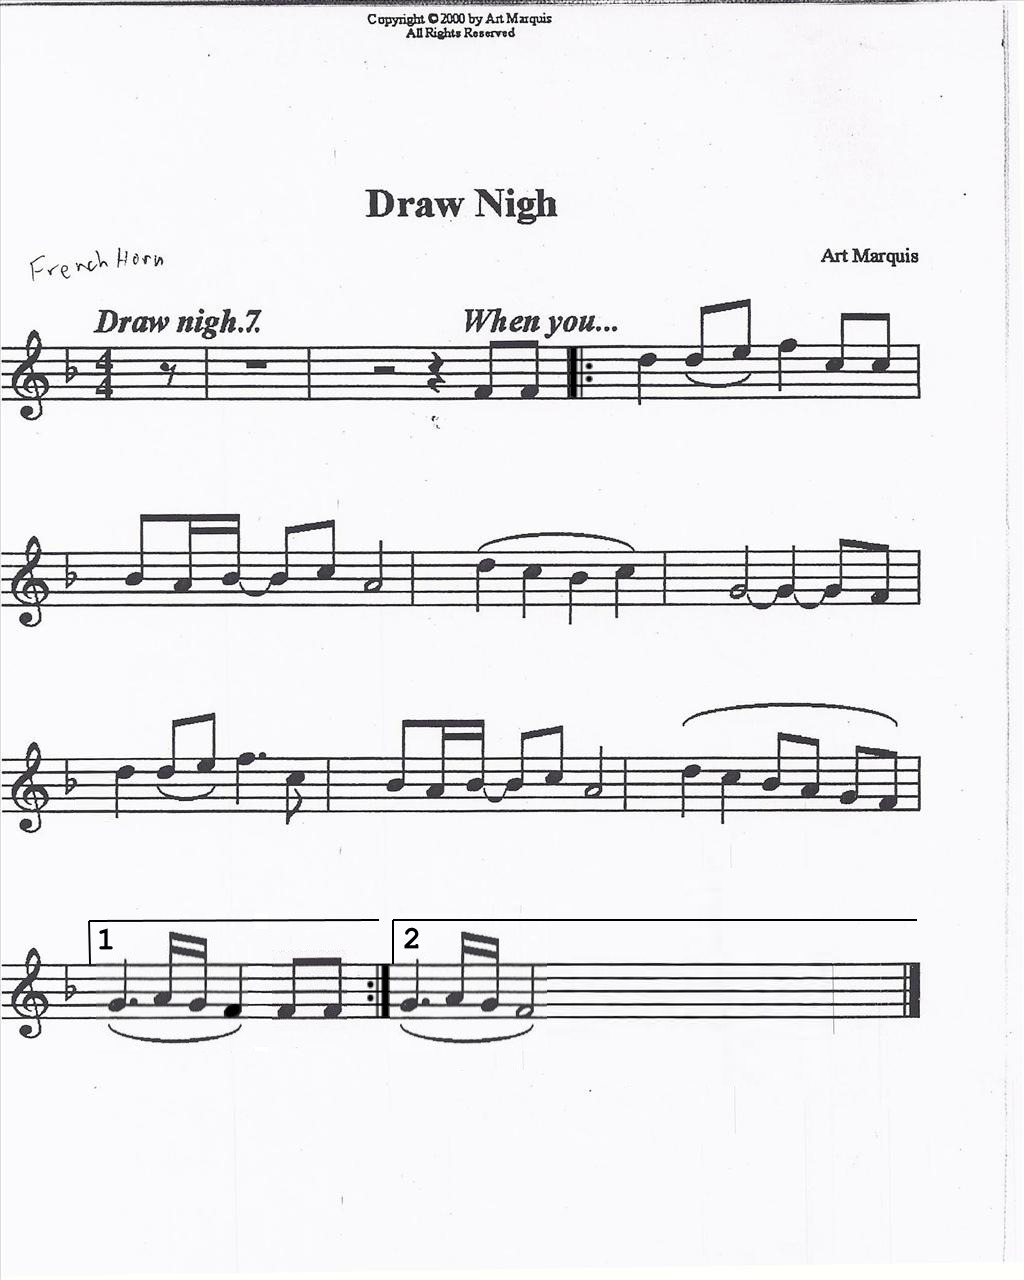 Copyright © 2000 by Art Marquis
All Rights Reserved
Draw Nigh
French Horn
Art Marquis
Draw nigh.7. When you...
4
4
1 2